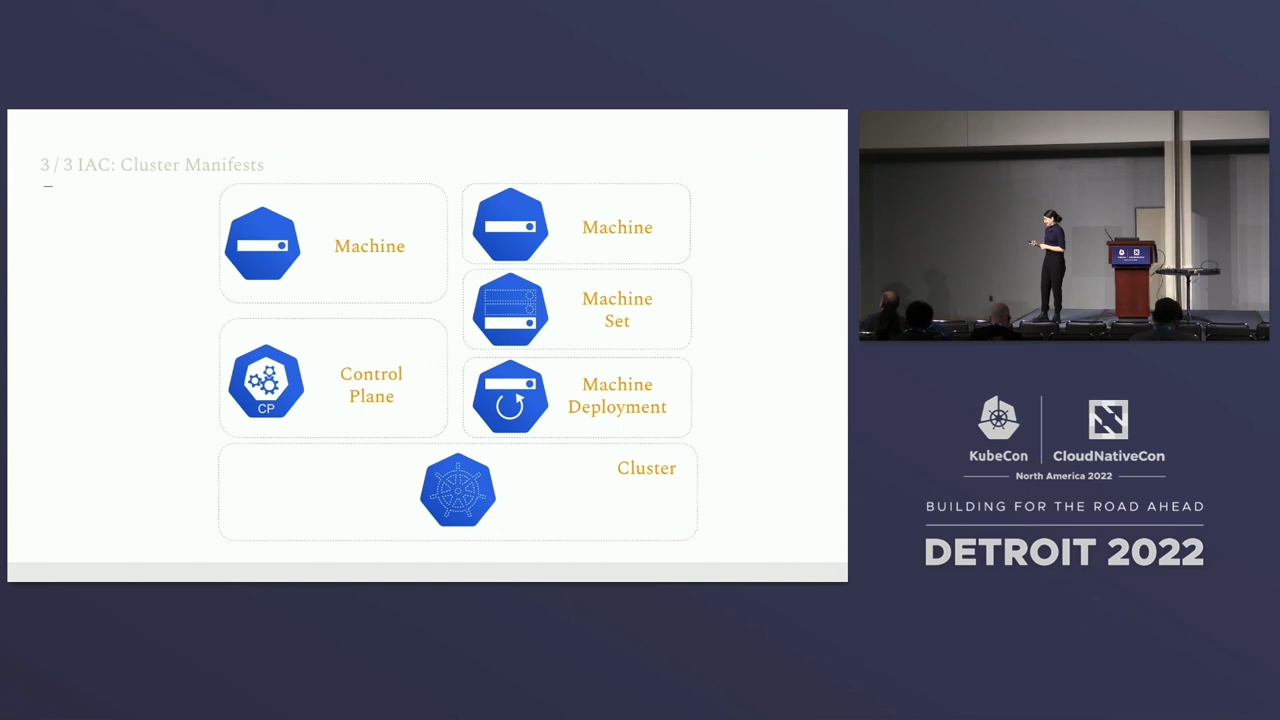 3 / 3 IAC: Cluster Manifests
Machine
Control
Plane
CP
Machine
Machine
Set
Machine
Deployment
Cluster
KubeCon
CloudNativeCon
North America 2022
BUILDING FOR THE ROAD AHEAD
DETROIT 2022